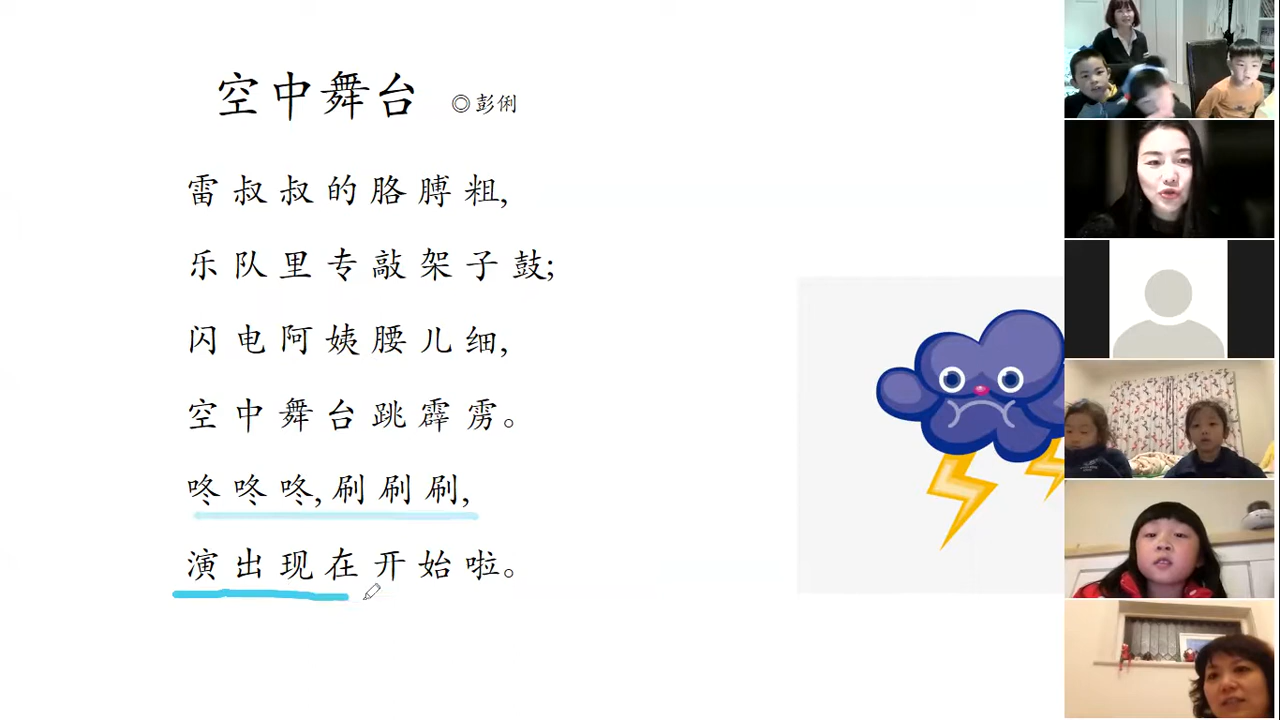 空中舞台 ◎彭俐
雷叔叔的胳膊粗,
乐队里专敲架子鼓;
闪电阿姨腰儿细,
空中舞台跳霹雳。
咚咚咚,刷刷刷,
演出现在开始啦。